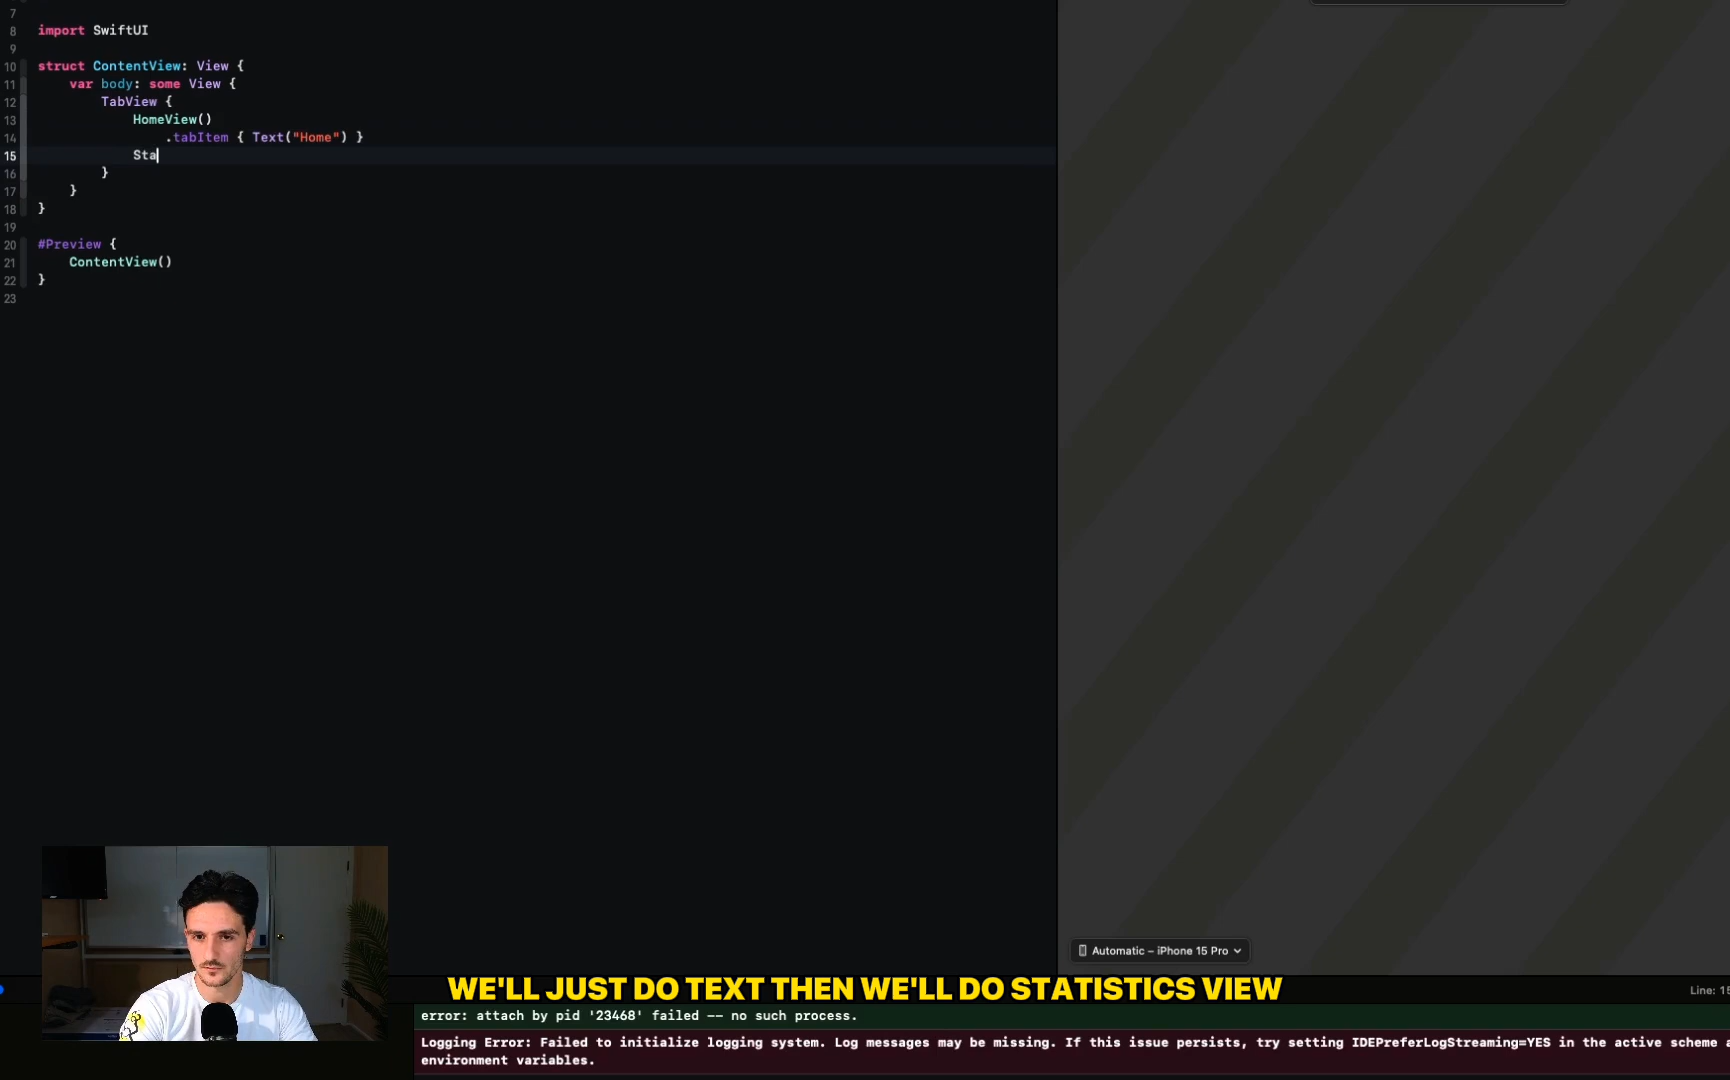 7
8 import SwiftUI
9
10 struct ContentView: View {
11 var body: some View {
12 TabView {
13 HomeView()
14 .tabItem { Text("Home") }
15 Sta
16 }
17 }
18 }
19
20 #Preview {
21 ContentView()
22 }
23
Automatic – iPhone 15 Pro
WE'LL JUST DO TEXT THEN WE'LL DO STATISTICS VIEW
Line: 15
error: attach by pid '23468' failed -- no such process.
Logging Error: Failed to initialize logging system. Log messages may be missing. If this issue persists, try setting IDEPreferLogStreaming=YES in the active scheme
environment variables.